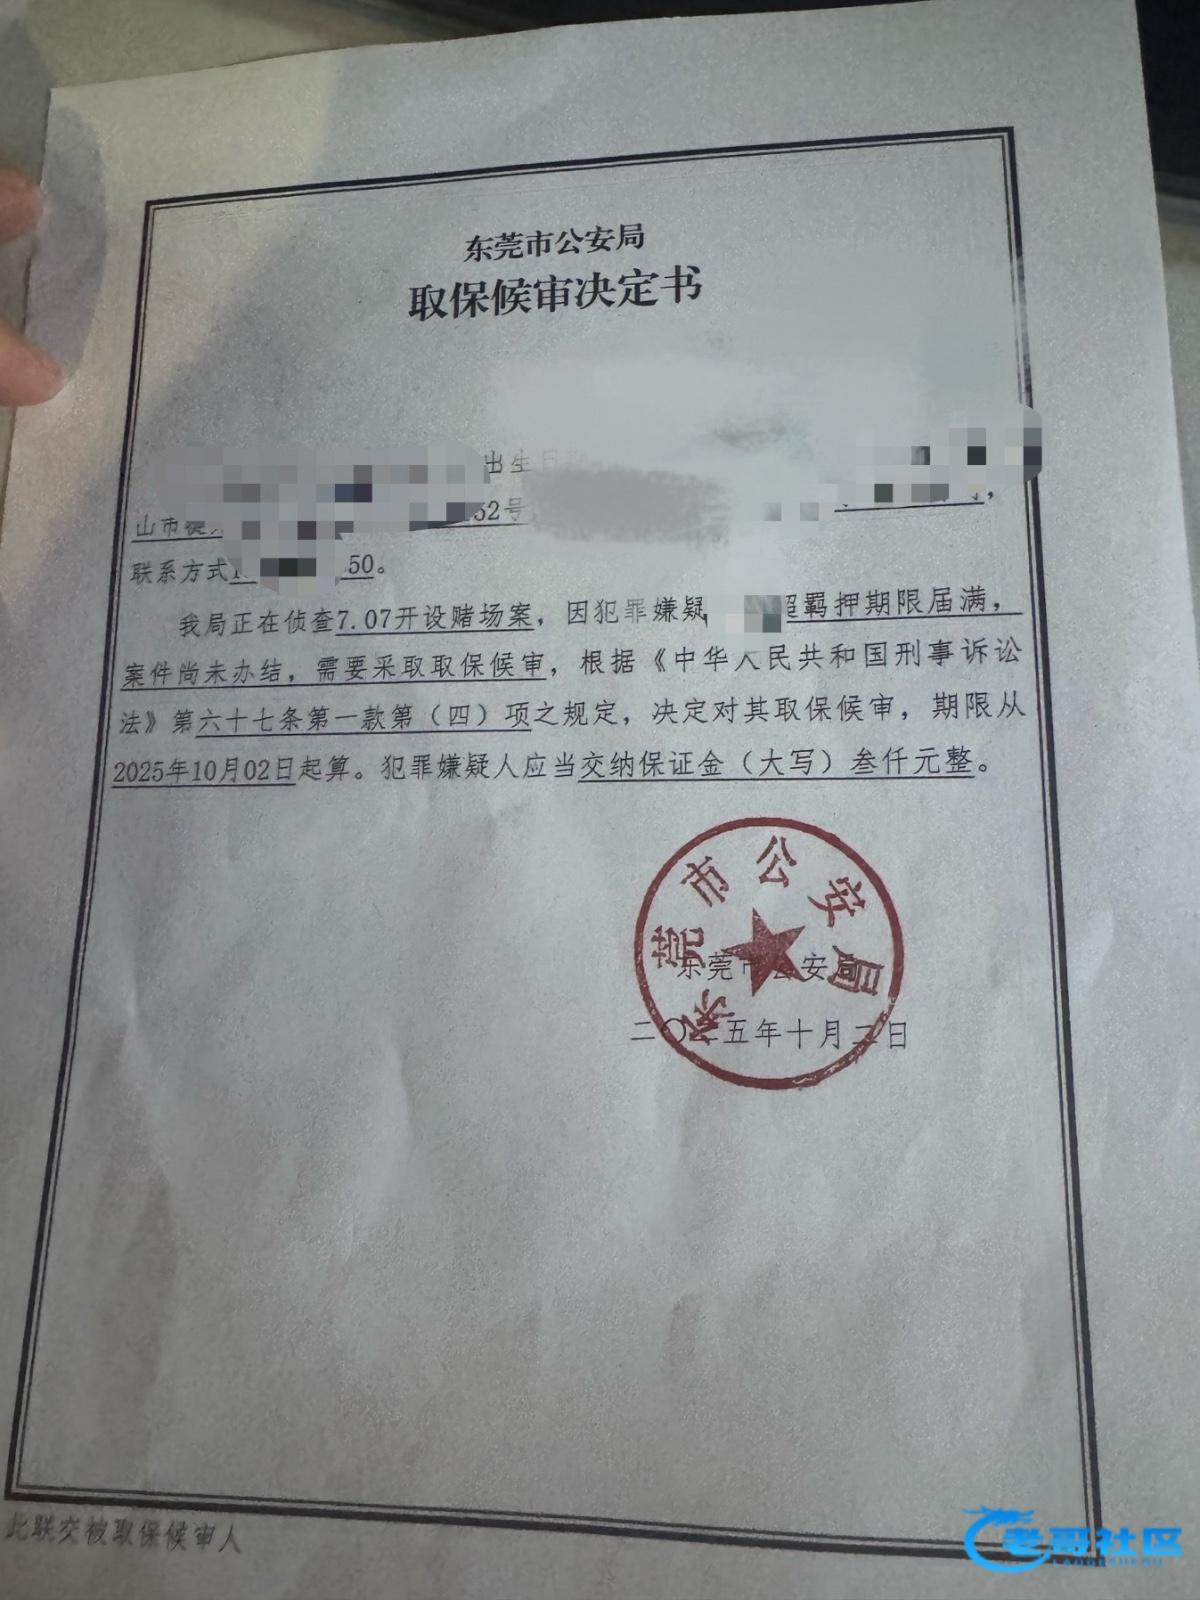 东莞市公安局
取保候审决定书
出生日期
山市 52号
联系方式1 50。
我局正在侦查7.07开设赌场案，因犯罪嫌疑 超羁押期限届满，
案件尚未办结，需要采取取保候审，根据《中华人民共和国刑事诉讼
法》第六十七条第一款第（四）项之规定，决定对其取保候审，期限从
2025年10月02日起算。犯罪嫌疑人应当交纳保证金（大写）叁仟元整。
东莞市公安局
东莞市公安
二〇二五年十月二日
此联交被取保候审人
老哥社区
LAOGESHEQU